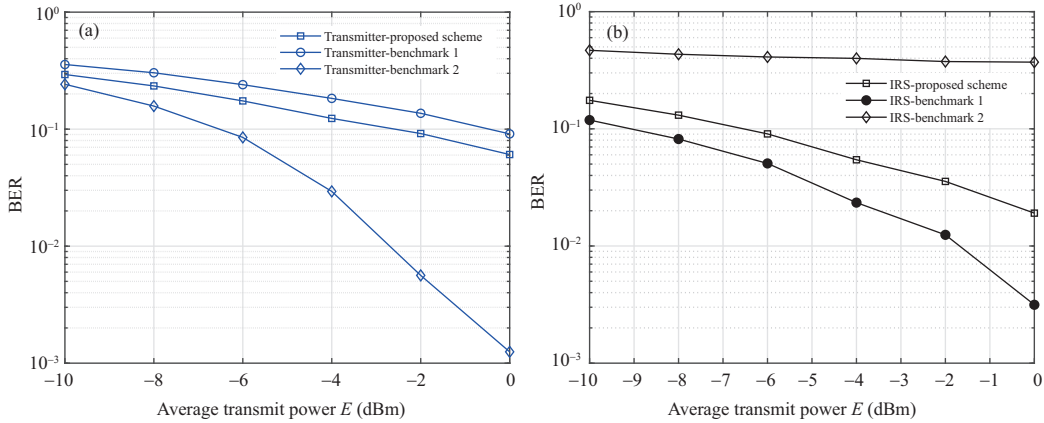 (a)
Transmitter-proposed scheme
Transmitter-benchmark 1
Transmitter-benchmark 2
10^0
10^−1
10^−2
10^−3
BER
−10 −8 −6 −4 −2 0
Average transmit power E (dBm)
(b)
IRS-proposed scheme
IRS-benchmark 1
IRS-benchmark 2
10^0
10^−1
10^−2
10^−3
BER
−10 −9 −8 −7 −6 −5 −4 −3 −2 −1 0
Average transmit power E (dBm)